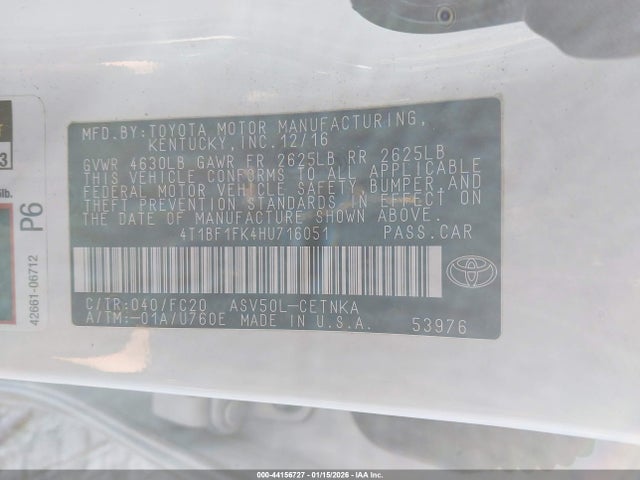 MFD.BY:TOYOTA MOTOR MANUFACTURING,
KENTUCKY, INC.12/16
GVWR 4630LB GAWR FR 2625LB RR 2625LB
THIS VEHICLE CONFORMS TO ALL APPLICABLE
FEDERAL MOTOR VEHICLE SAFETY, BUMPER,AND
THEFT PREVENTION STANDARDS IN EFFECT ON
THE DATE OF MANUFACTURE SHOWN ABOVE.
4T1BF1FK4HU716051 PASS.CAR
C/TR:040/FC20 ASV50L-CETNKA
A/TM:-01A/U760E MADE IN U.S.A. 53976
3
lb.
P6
42661-06712
000-44156727 - 01/15/2026 - IAA Inc.